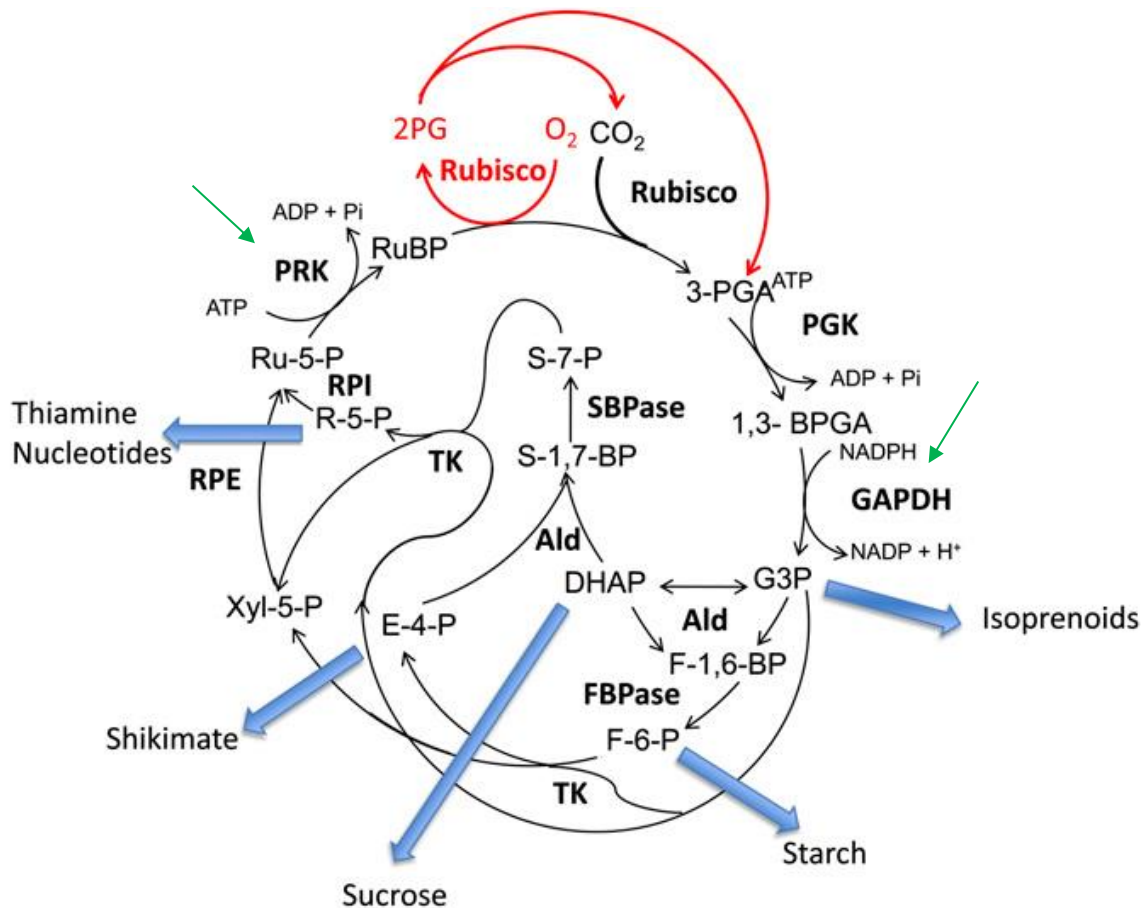 2PG
O2
CO2
Rubisco
Rubisco
ADP + Pi
PRK
RuBP
ATP
3-PGA
ATP
PGK
Ru-5-P
S-7-P
ADP + Pi
RPI
Thiamine
Nucleotides
R-5-P
SBPase
1,3- BPGA
NADPH
RPE
TK
S-1,7-BP
GAPDH
Ald
NADP + H+
DHAP
G3P
Xyl-5-P
E-4-P
Ald
Isoprenoids
F-1,6-BP
FBPase
Shikimate
F-6-P
TK
Starch
Sucrose